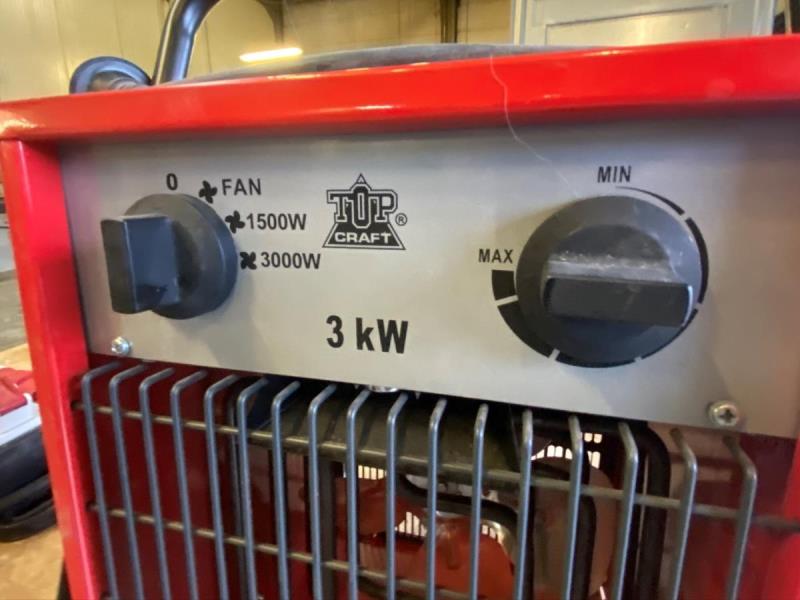 0
FAN
1500W
3000W
TOP
CRAFT
®
3 kW
MIN
MAX